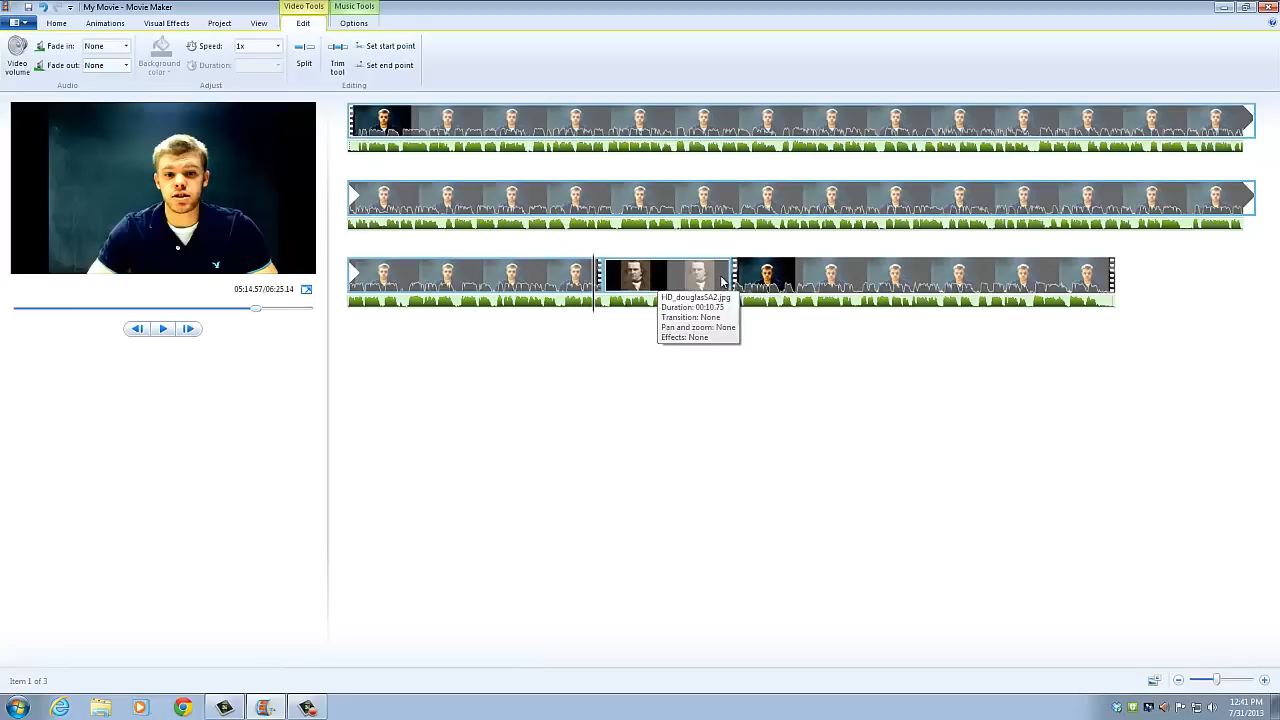 My Movie - Movie Maker
Video Tools
Music Tools
Home
Animations
Visual Effects
Project
View
Edit
Options
Video volume
Fade in: None
Fade out: None
Background color
Speed: 1x
Duration:
Split
Trim tool
Set start point
Set end point
Audio
Adjust
Editing
05:14.57/06:25.14
HD_douglasSA2.jpg
Duration: 00:10.75
Transition: None
Pan and zoom: None
Effects: None
Item 1 of 3
12:41 PM
7/31/2013